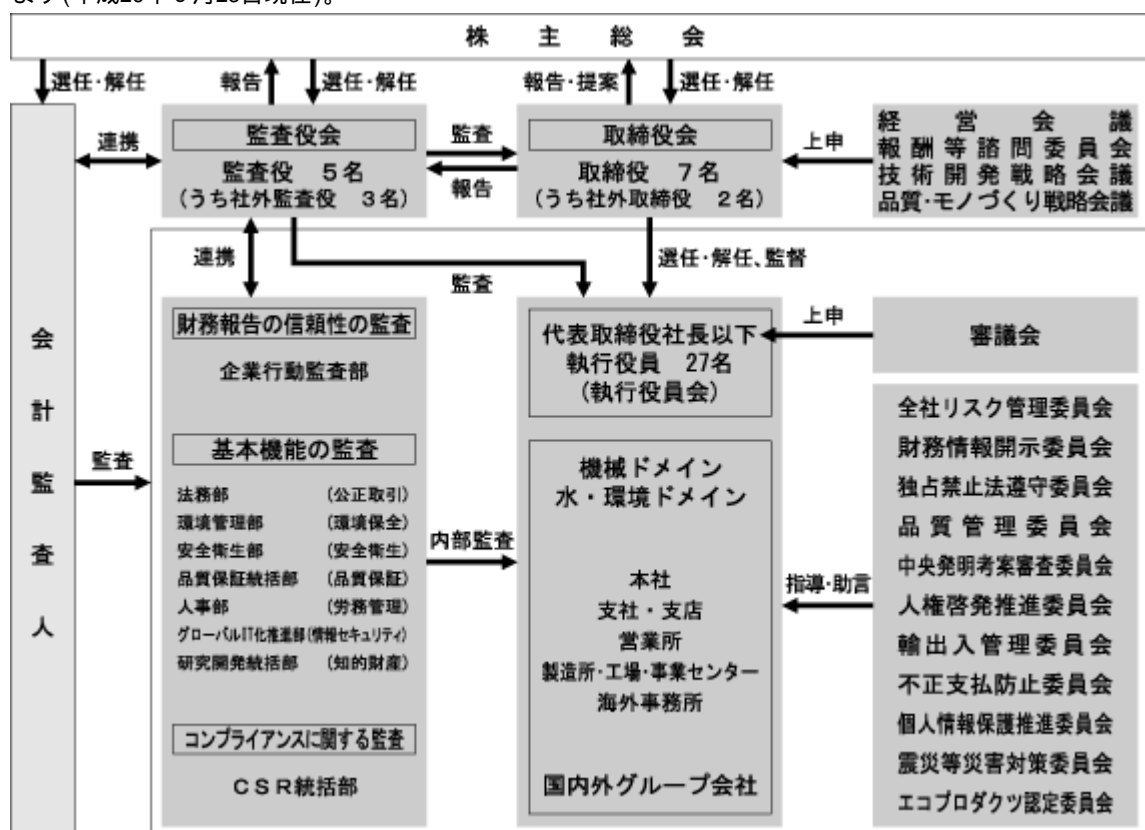 株主総会
選任・解任
報告
選任・解任
報告・提案
選任・解任
会計監査人
連携
監査役会
監査役 5名
(うち社外監査役 3名)
監査
報告
取締役会
取締役 7名
(うち社外取締役 2名)
上申
経営会議
報酬等諮問委員会
技術開発戦略会議
品質・モノづくり戦略会議
連携
監査
選任・解任、監督
監査
財務報告の信頼性の監査
企業行動監査部
基本機能の監査
法務部 (公正取引)
環境管理部 (環境保全)
安全衛生部 (安全衛生)
品質保証統括部 (品質保証)
人事部 (労務管理)
グローバルIT化推進部(情報セキュリティ)
研究開発統括部 (知的財産)
コンプライアンスに関する監査
CSR統括部
内部監査
代表取締役社長以下
執行役員 27名
(執行役員会)
機械ドメイン
水・環境ドメイン
本社
支社・支店
営業所
製造所・工場・事業センター
海外事務所
国内外グループ会社
上申
審議会
指導・助言
全社リスク管理委員会
財務情報開示委員会
独占禁止法遵守委員会
品質管理委員会
中央発明考案審査委員会
人権啓発推進委員会
輸出入管理委員会
不正支払防止委員会
個人情報保護推進委員会
震災等災害対策委員会
エコプロダクツ認定委員会